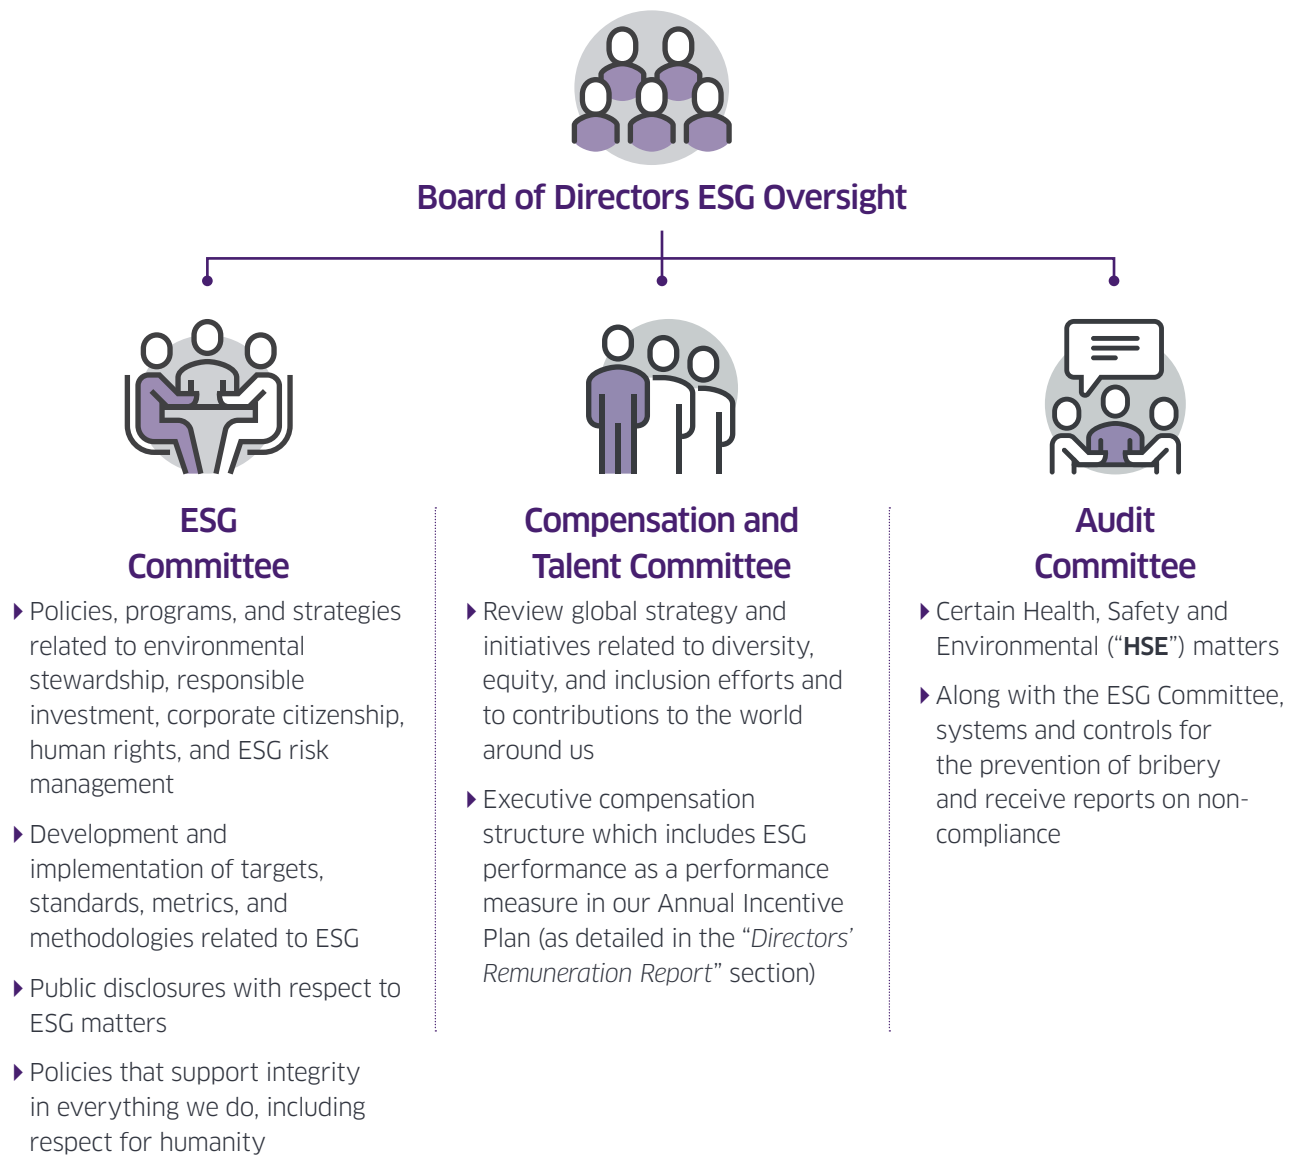 Board of Directors ESG Oversight
ESG
Committee
▶ Policies, programs, and strategies
related to environmental
stewardship, responsible
investment, corporate citizenship,
human rights, and ESG risk
management
▶ Development and
implementation of targets,
standards, metrics, and
methodologies related to ESG
▶ Public disclosures with respect to
ESG matters
▶ Policies that support integrity
in everything we do, including
respect for humanity
Compensation and
Talent Committee
▶ Review global strategy and
initiatives related to diversity,
equity, and inclusion efforts and
to contributions to the world
around us
▶ Executive compensation
structure which includes ESG
performance as a performance
measure in our Annual Incentive
Plan (as detailed in the “Directors’
Remuneration Report” section)
Audit
Committee
▶ Certain Health, Safety and
Environmental (“HSE”) matters
▶ Along with the ESG Committee,
systems and controls for
the prevention of bribery
and receive reports on non-
compliance